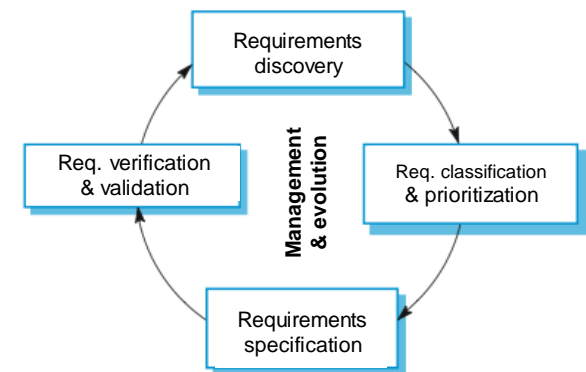 Requirements
discovery
Req. verification
& validation
Management
& evolution
Req. classification
& prioritization
Requirements
specification